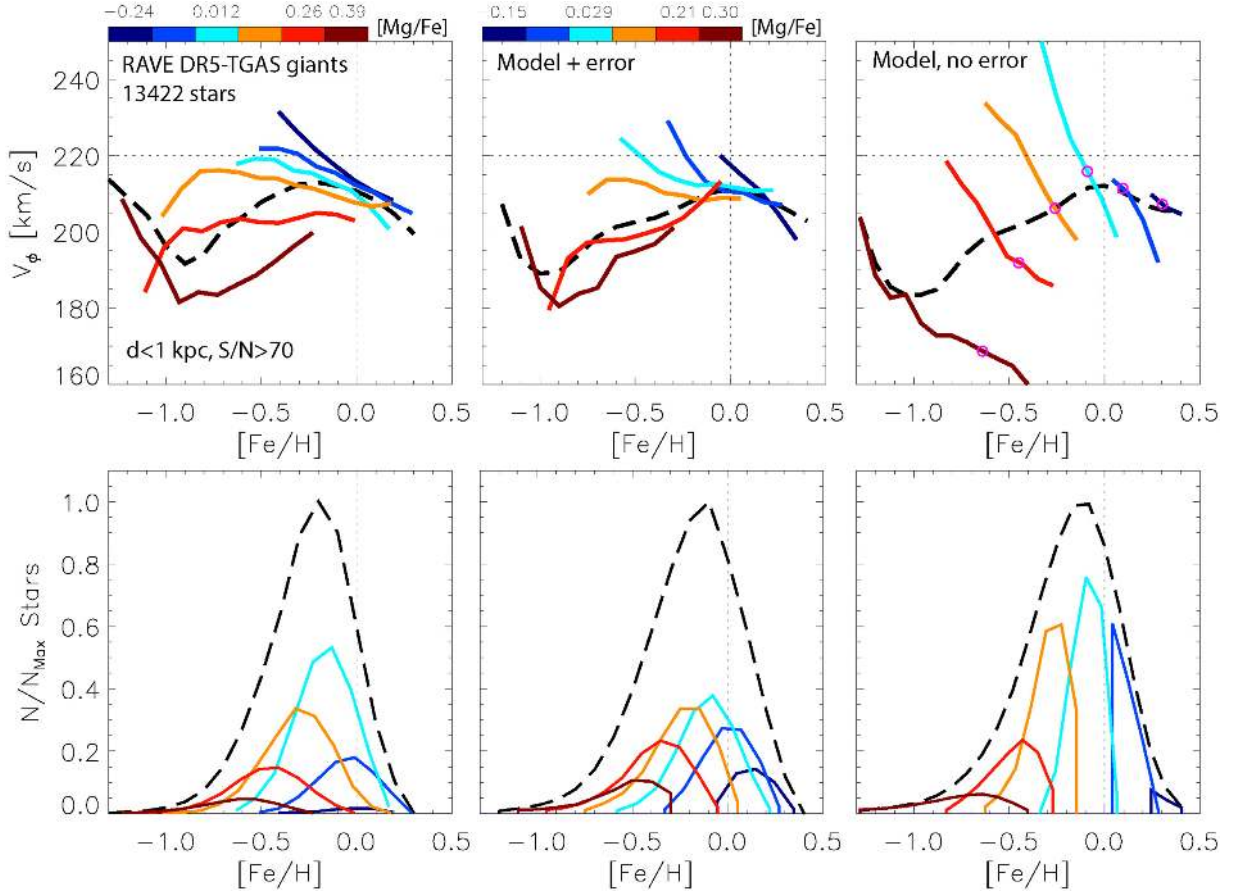 −0.24 0.012 0.26 0.39 [Mg/Fe]
0.15 0.029 0.21 0.30 [Mg/Fe]
RAVE DR5-TGAS giants
13422 stars
d<1 kpc, S/N>70
Model + error
Model, no error
V_ϕ [km/s]
240
220
200
180
160
−1.0 −0.5 0.0 0.5
[Fe/H]
−1.0 −0.5 0.0 0.5
[Fe/H]
−1.0 −0.5 0.0 0.5
[Fe/H]
N/N_Max Stars
1.0
0.8
0.6
0.4
0.2
0.0
−1.0 −0.5 0.0 0.5
[Fe/H]
−1.0 −0.5 0.0 0.5
[Fe/H]
−1.0 −0.5 0.0 0.5
[Fe/H]